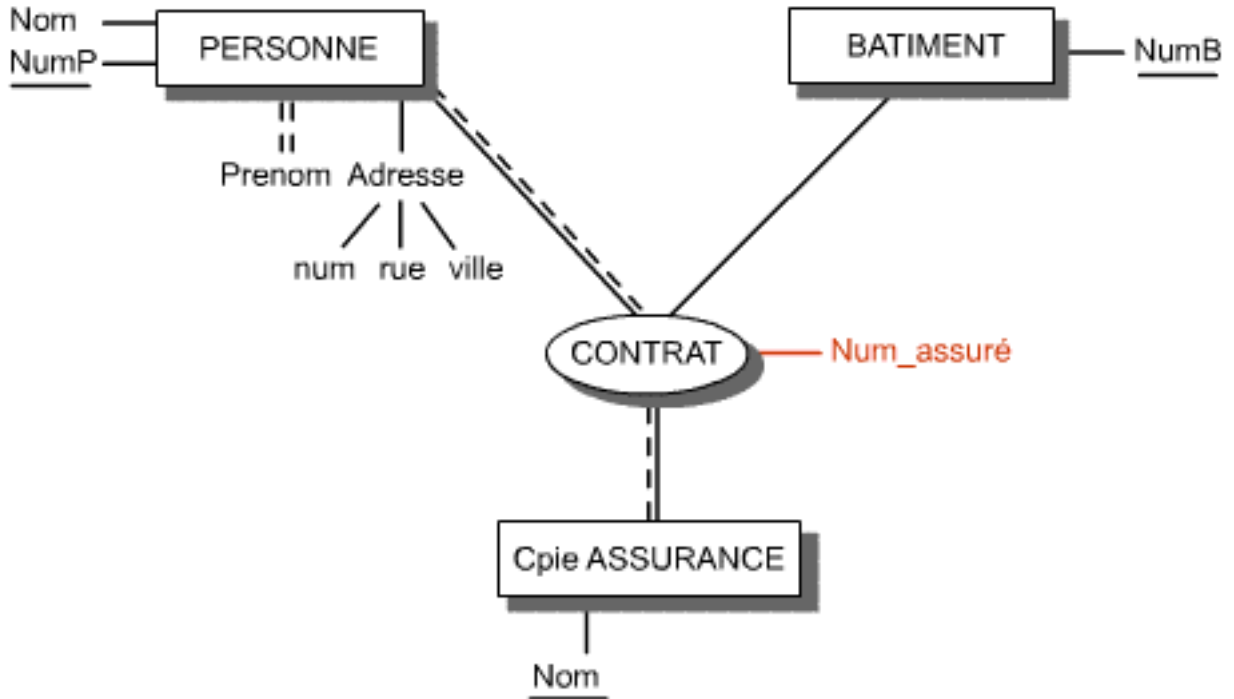 Nom
NumP
PERSONNE
BATIMENT
NumB
Prenom Adresse
num rue ville
CONTRAT
Num_assuré
Cpie ASSURANCE
Nom